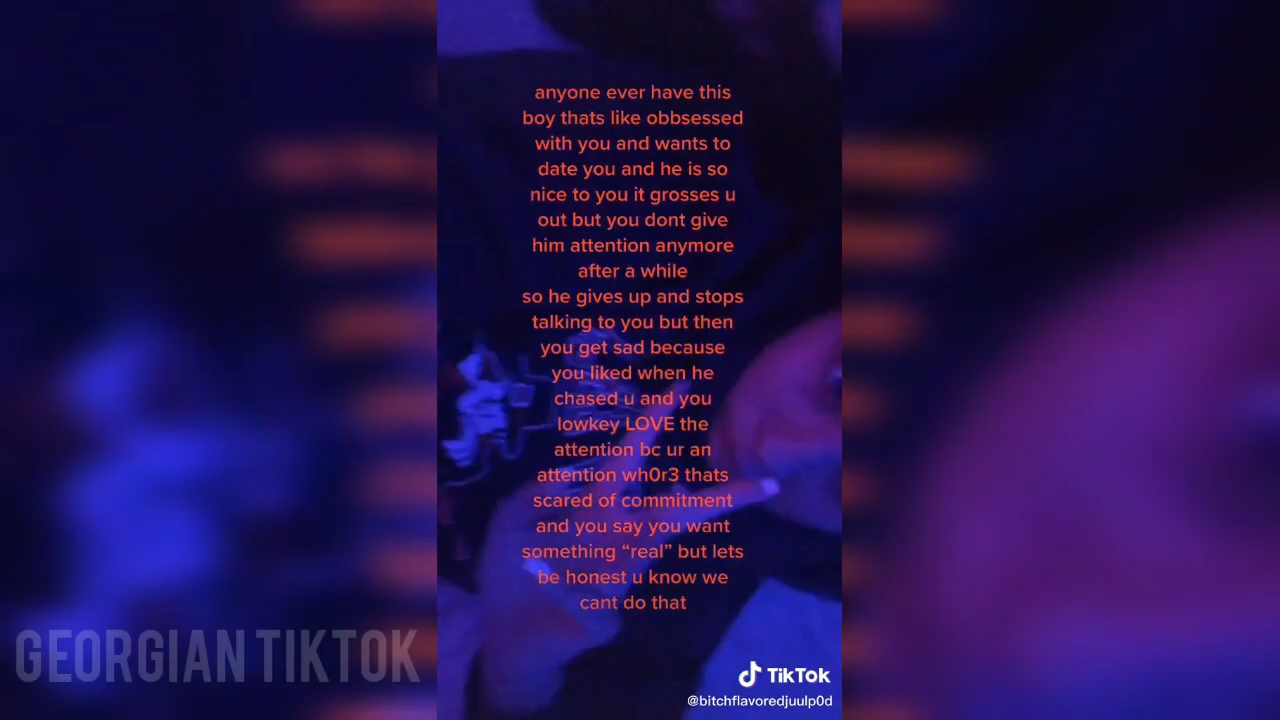 anyone ever have this
boy thats like obbsessed
with you and wants to
date you and he is so
nice to you it grosses u
out but you dont give
him attention anymore
after a while
so he gives up and stops
talking to you but then
you get sad because
you liked when he
chased u and you
lowkey LOVE the
attention bc ur an
attention wh0r3 thats
scared of commitment
and you say you want
something “real” but lets
be honest u know we
cant do that
GEORGIAN TIKTOK
TikTok
@bitchflavoredjuulp0d